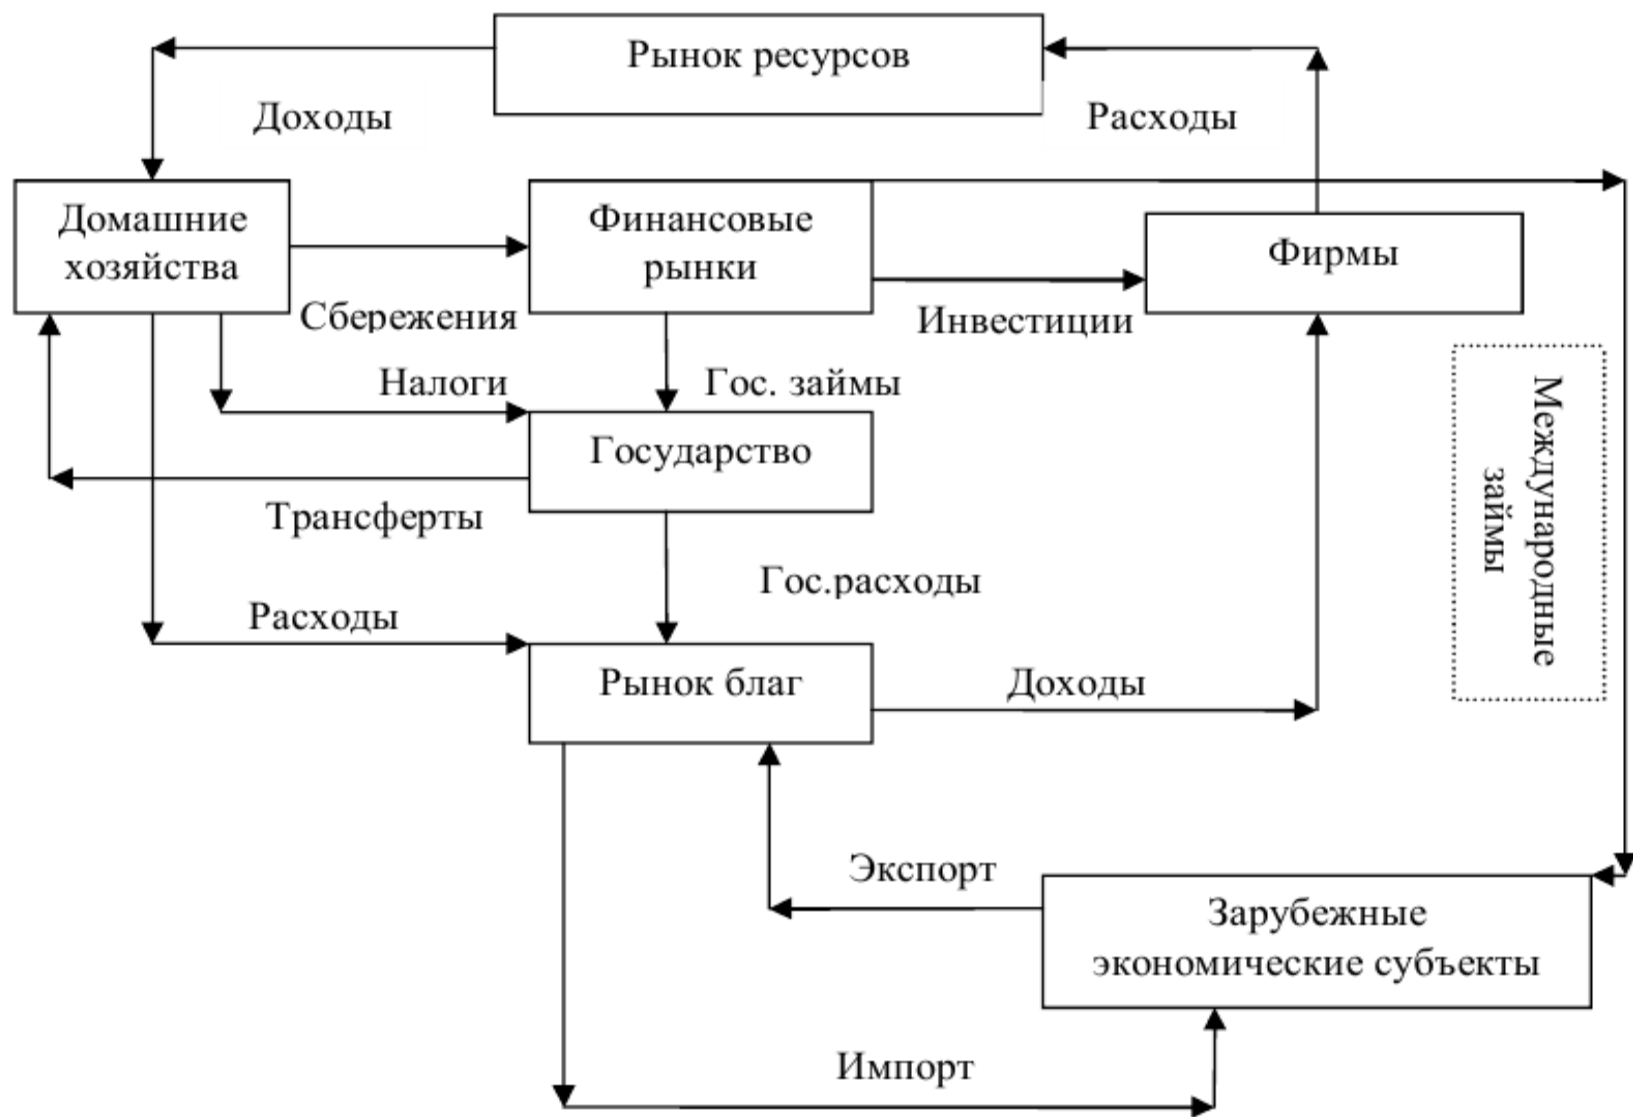 Рынок ресурсов
Доходы
Расходы
Домашние
хозяйства
Финансовые
рынки
Фирмы
Сбережения
Инвестиции
Налоги
Гос. займы
Международные
займы
Государство
Трансферты
Гос.расходы
Расходы
Рынок благ
Доходы
Экспорт
Зарубежные
экономические субъекты
Импорт